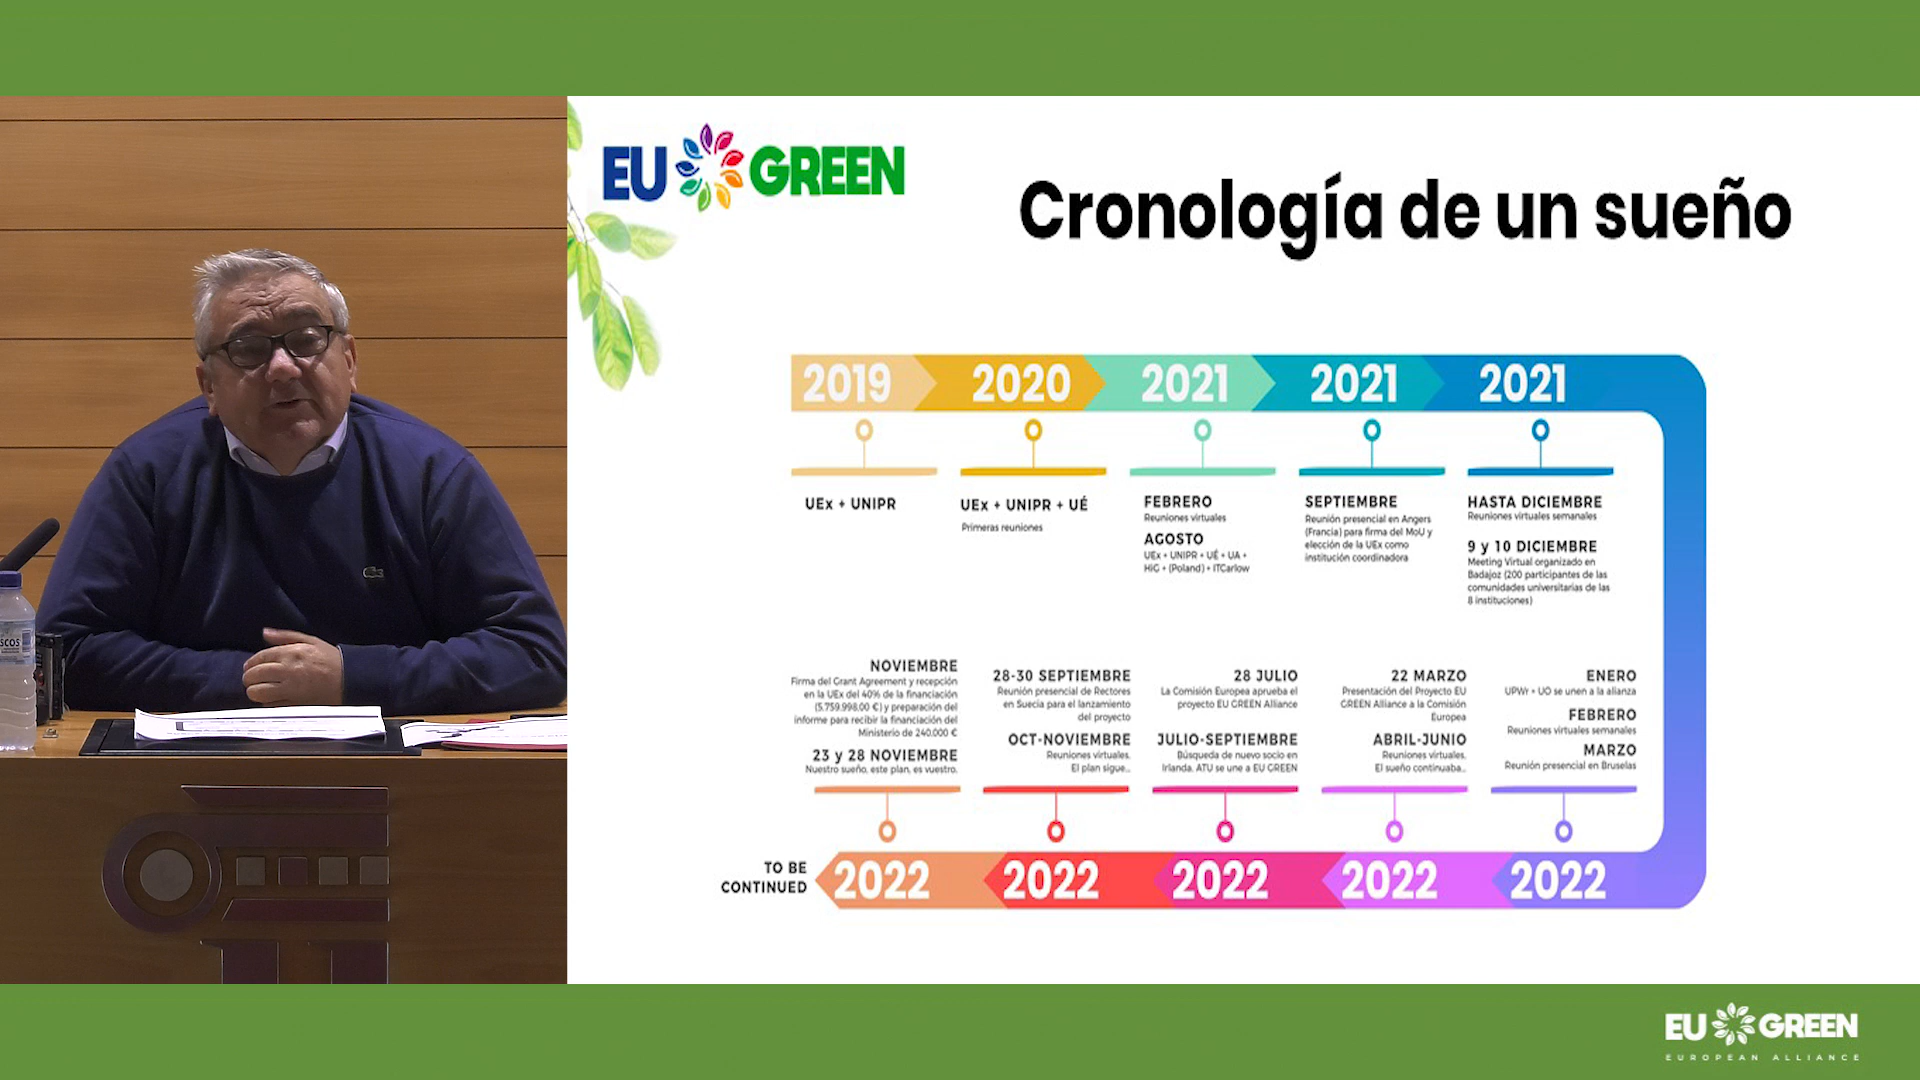 EU GREEN
Cronología de un sueño
2019
2020
2021
2021
2021
UEx + UNIPR
UEx + UNIPR + UÉ
Primeras reuniones
FEBRERO
Reuniones virtuales
AGOSTO
UEx + UNIPR + UÉ + UA +
HiG + (Poland) + ITCarlow
SEPTIEMBRE
Reunión presencial en Angers
(Francia) para firma del MoU y
elección de la UEx como
institución coordinadora
HASTA DICIEMBRE
Reuniones virtuales semanales
9 y 10 DICIEMBRE
Meeting Virtual organizado en
Badajoz (200 participantes de las
comunidades universitarias de las
8 instituciones)
NOVIEMBRE
Firma del Grant Agreement y recepción
en la UEx del 40% de la financiación
(5.759.998,00 €) y preparación del
informe para recibir la financiación del
Ministerio de 240.000 €
23 y 28 NOVIEMBRE
Nuestro sueño, este plan, es vuestro.
28-30 SEPTIEMBRE
Reunión presencial de Rectores
en Suecia para el lanzamiento
del proyecto
OCT-NOVIEMBRE
Reuniones virtuales.
El plan sigue...
28 JULIO
La Comisión Europea aprueba el
proyecto EU GREEN Alliance
JULIO-SEPTIEMBRE
Búsqueda de nuevo socio en
Irlanda. ATU se une a EU GREEN
22 MARZO
Presentación del Proyecto EU
GREEN Alliance a la Comisión
Europea
ABRIL-JUNIO
Reuniones virtuales.
El sueño continuaba...
ENERO
UPWr + UO se unen a la alianza
FEBRERO
Reuniones virtuales semanales
MARZO
Reunión presencial en Bruselas
TO BE
CONTINUED
2022
2022
2022
2022
2022
EU GREEN
EUROPEAN ALLIANCE